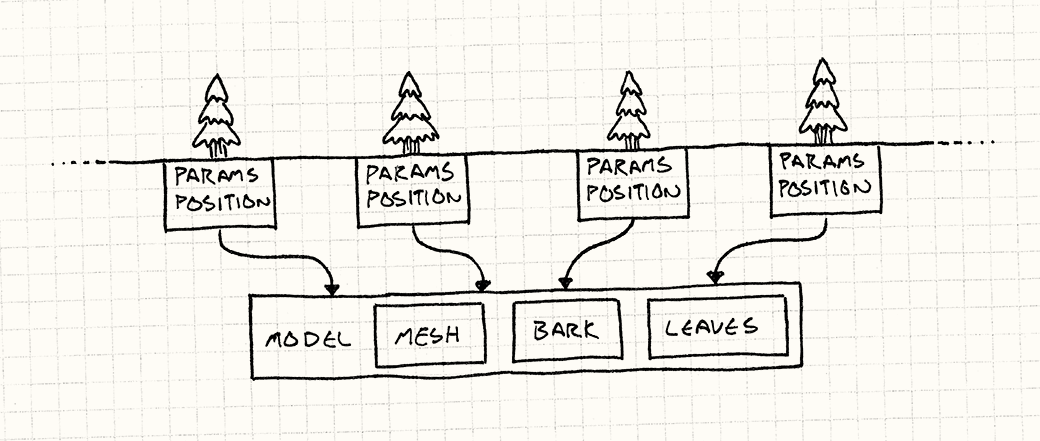 PARAMS
POSITION
PARAMS
POSITION
PARAMS
POSITION
PARAMS
POSITION
MODEL MESH BARK LEAVES